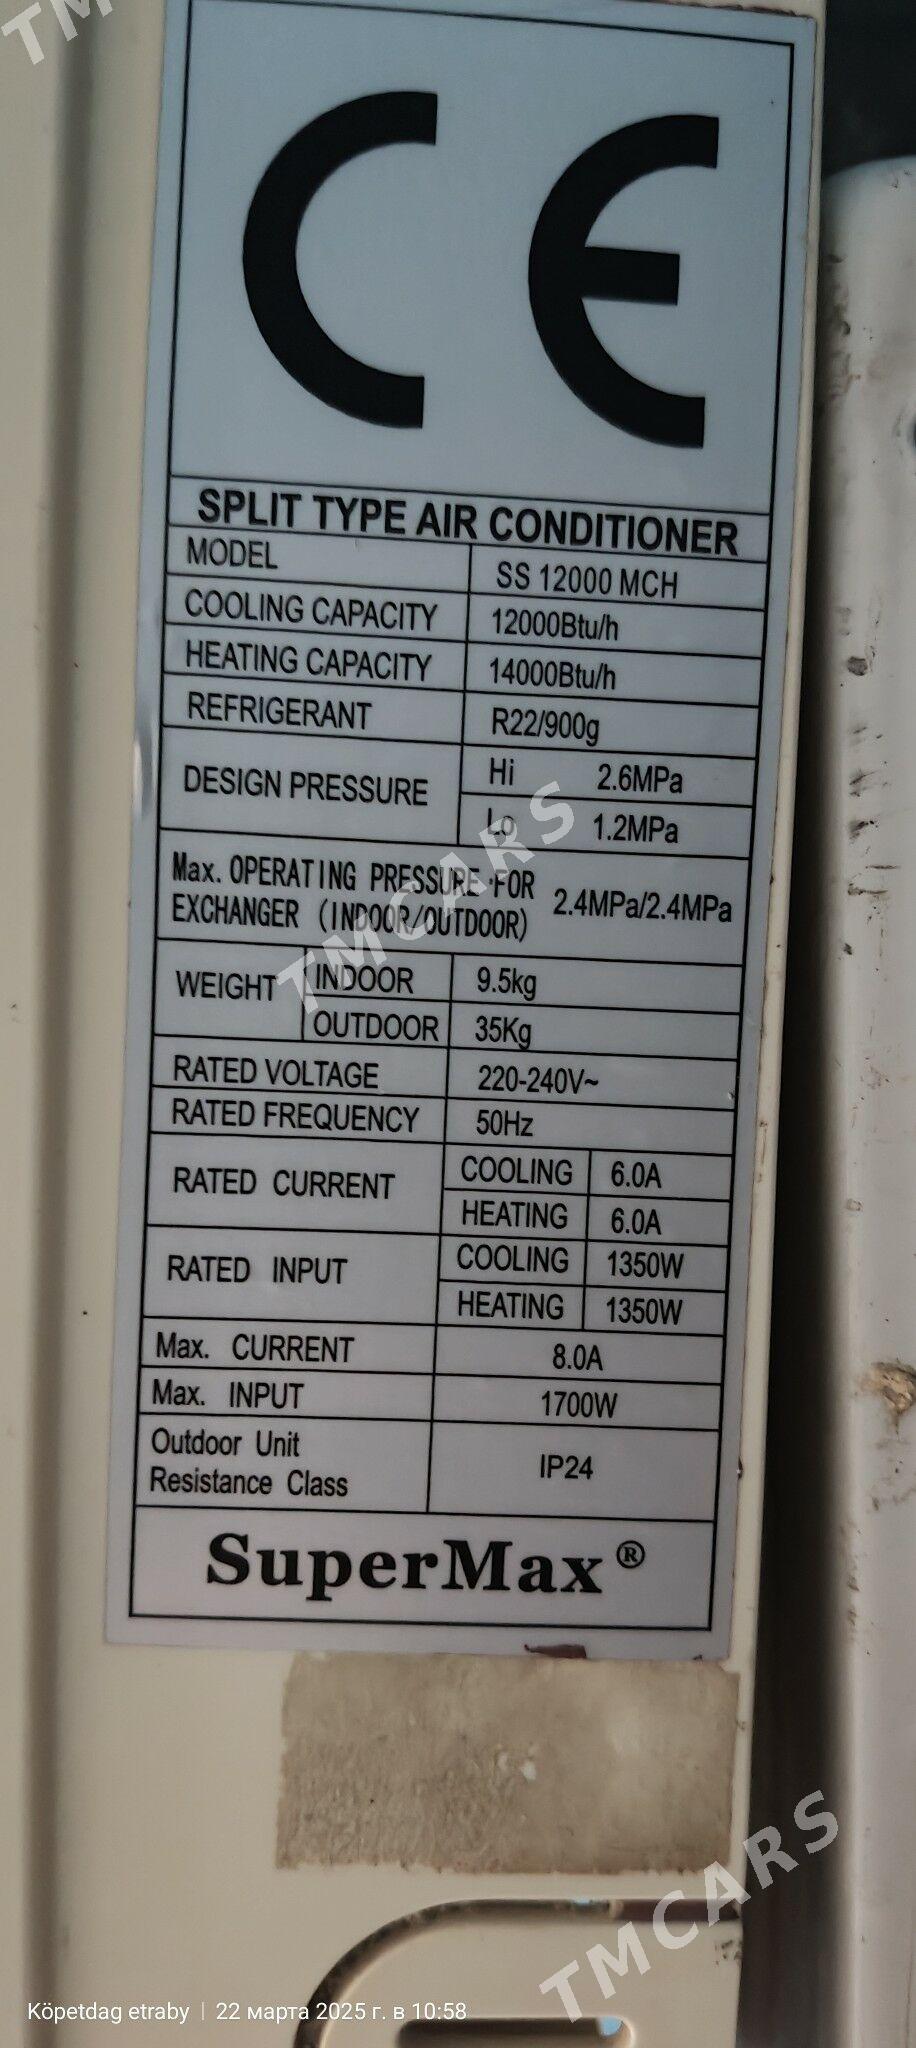 TM
CE
SPLIT TYPE AIR CONDITIONER
MODEL SS 12000 MCH
COOLING CAPACITY 12000Btu/h
HEATING CAPACITY 14000Btu/h
REFRIGERANT R22/900g
DESIGN PRESSURE Hi 2.6MPa
Lo 1.2MPa
Max. OPERATING PRESSURE FOR
EXCHANGER (INDOOR/OUTDOOR) 2.4MPa/2.4MPa
TMCARS
WEIGHT INDOOR 9.5kg
OUTDOOR 35Kg
RATED VOLTAGE 220-240V~
RATED FREQUENCY 50Hz
RATED CURRENT COOLING 6.0A
HEATING 6.0A
RATED INPUT COOLING 1350W
HEATING 1350W
Max. CURRENT 8.0A
Max. INPUT 1700W
Outdoor Unit
Resistance Class IP24
SuperMax®
TMCARS
Köpetdag etraby | 22 марта 2025 г. в 10:58